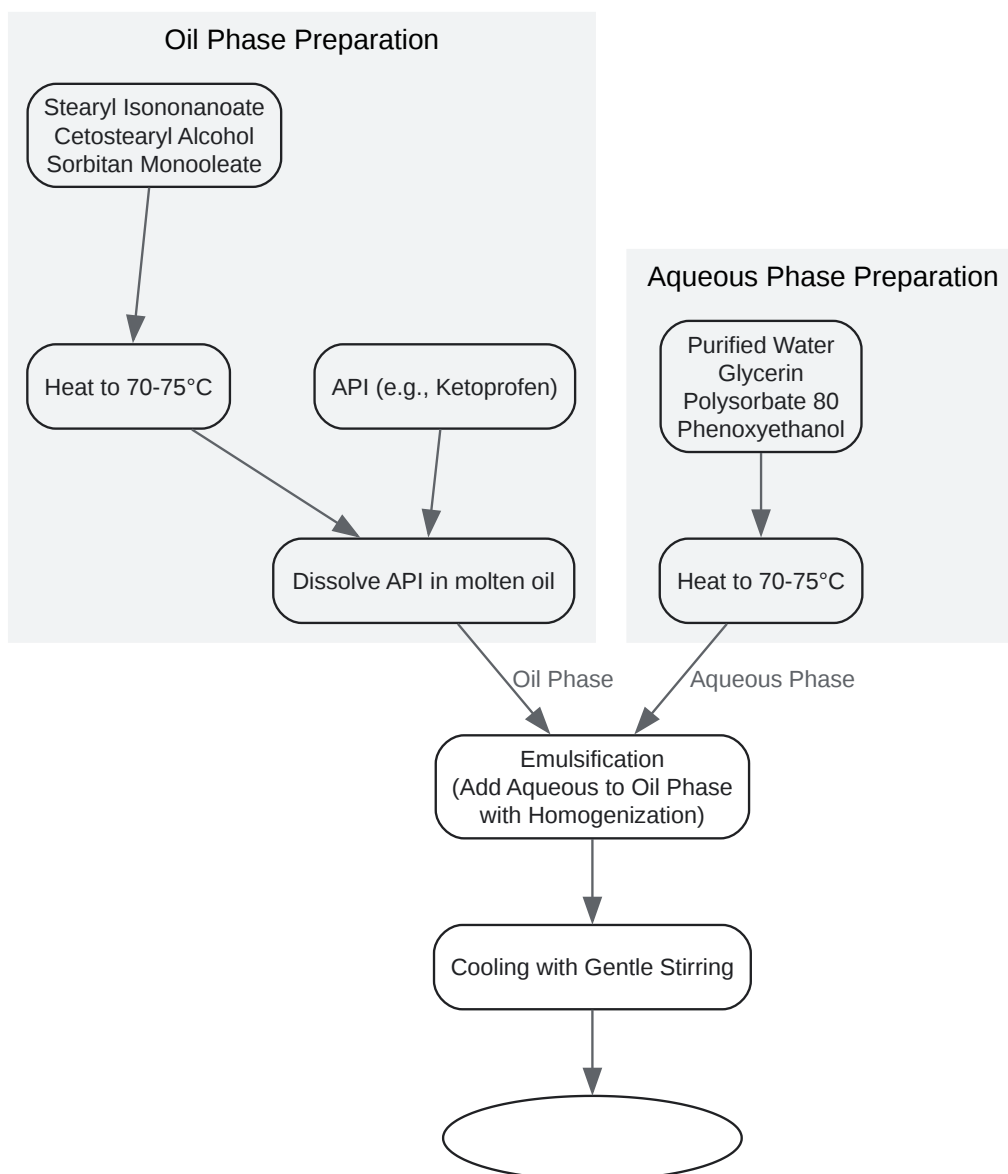 Oil Phase Preparation
Stearyl Isononanoate
Cetostearyl Alcohol
Sorbitan Monooleate
Heat to 70-75°C
API (e.g., Ketoprofen)
Dissolve API in molten oil
Aqueous Phase Preparation
Purified Water
Glycerin
Polysorbate 80
Phenoxyethanol
Heat to 70-75°C
Oil Phase
Aqueous Phase
Emulsification
(Add Aqueous to Oil Phase
with Homogenization)
Cooling with Gentle Stirring